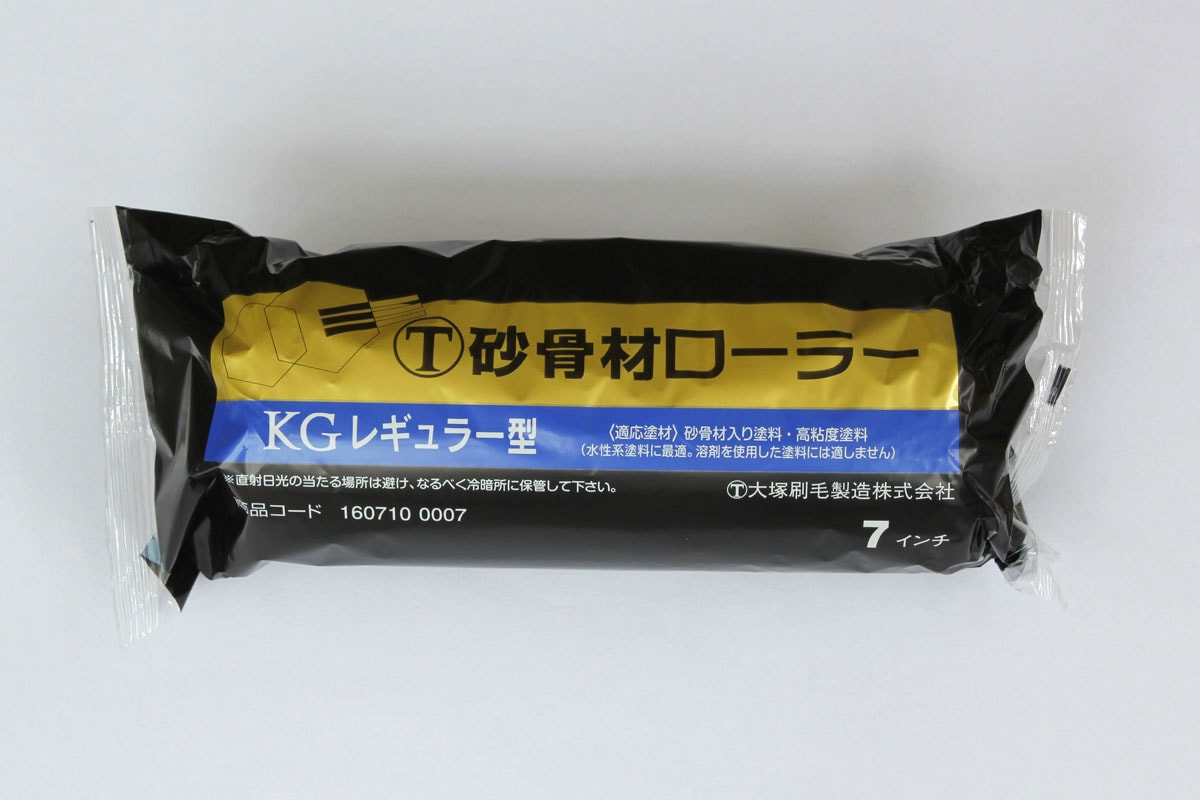 Ⓣ砂骨材ローラー
KGレギュラー型
〈適応塗材〉砂骨材入り塗料・高粘度塗料
(水性系塗料に最適。溶剤を使用した塗料には適しません)
※直射日光の当たる場所は避け、なるべく冷暗所に保管して下さい。
Ⓣ大塚刷毛製造株式会社
商品コード 160710 0007
7インチ